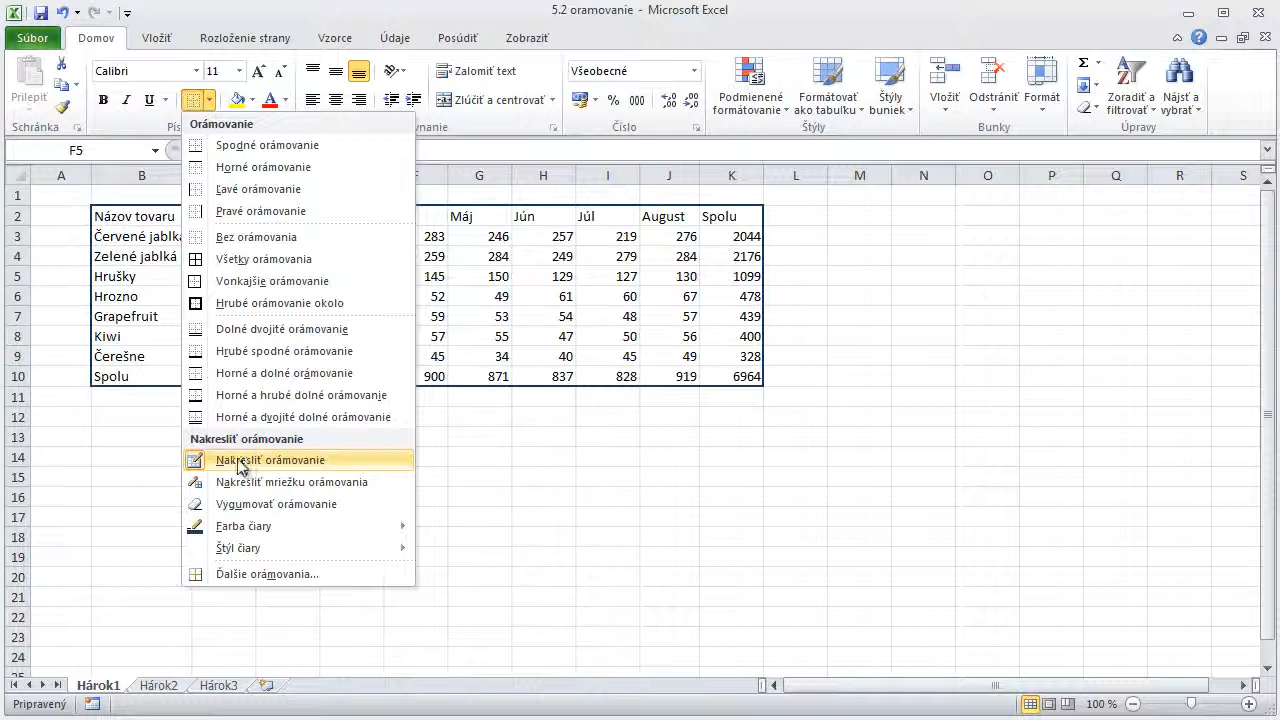 5.2 oramovanie - Microsoft Excel
Súbor Domov Vložiť Rozloženie strany Vzorce Údaje Posúdiť Zobraziť
Prilepiť
Schránka
Calibri 11
B I U
Zalomiť text
Zlúčiť a centrovať
Všeobecné
% 000
Číslo
Podmienené formátovanie
Formátovať ako tabuľku
Štýly buniek
Štýly
Vložiť Odstrániť Formát
Bunky
Zoradiť a filtrovať
Nájsť a vybrať
Úpravy
F5
A B G H I J K L M N O P Q R S
1
2 Názov tovaru Máj Jún Júl August Spolu
3 Červené jablká 283 246 257 219 276 2044
4 Zelené jablká 259 284 249 279 284 2176
5 Hrušky 145 150 129 127 130 1099
6 Hrozno 52 49 61 60 67 478
7 Grapefruit 59 53 54 48 57 439
8 Kiwi 57 55 47 50 56 400
9 Čerešne 45 34 40 45 49 328
10 Spolu 900 871 837 828 919 6964
11
12
13
14
15
16
17
18
19
20
21
22
23
24
Orámovanie
Spodné orámovanie
Horné orámovanie
Ľavé orámovanie
Pravé orámovanie
Bez orámovania
Všetky orámovania
Vonkajšie orámovanie
Hrubé orámovanie okolo
Dolné dvojité orámovanie
Hrubé spodné orámovanie
Horné a dolné orámovanie
Horné a hrubé dolné orámovanie
Horné a dvojité dolné orámovanie
Nakresliť orámovanie
Nakresliť orámovanie
Nakresliť mriežku orámovania
Vygumovať orámovanie
Farba čiary
Štýl čiary
Ďalšie orámovania...
Hárok1 Hárok2 Hárok3
Pripravený 100 %